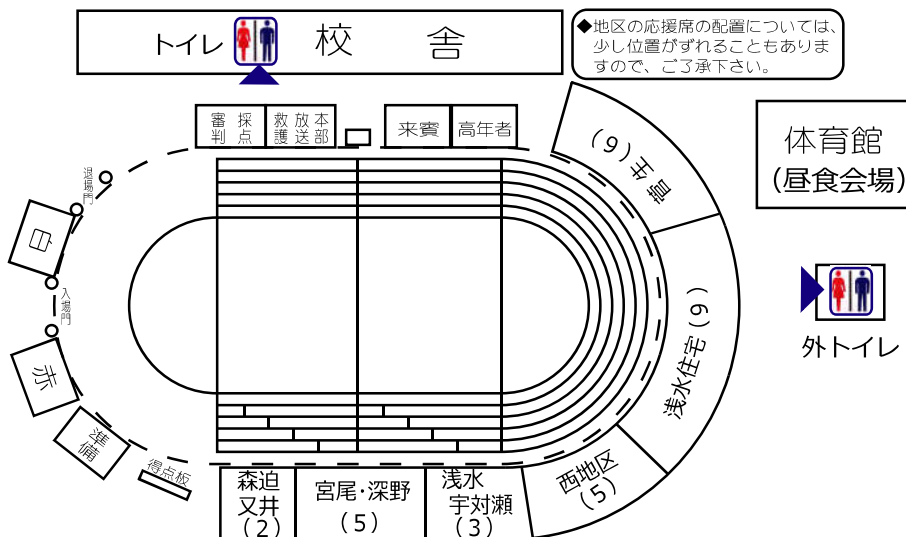 トイレ
校舎
◆地区の応援席の配置については、
少し位置がずれることもありま
すので、ご了承下さい。
審判
採点
救護
放送
本部
来賓
高年者
菅生(9)
体育館
(昼食会場)
退場門
白
入場門
浅水住宅(9)
外トイレ
赤
準備
得点板
森迫
又井
(2)
宮尾・深野
(5)
浅水
宇対瀬
(3)
西地区
(5)